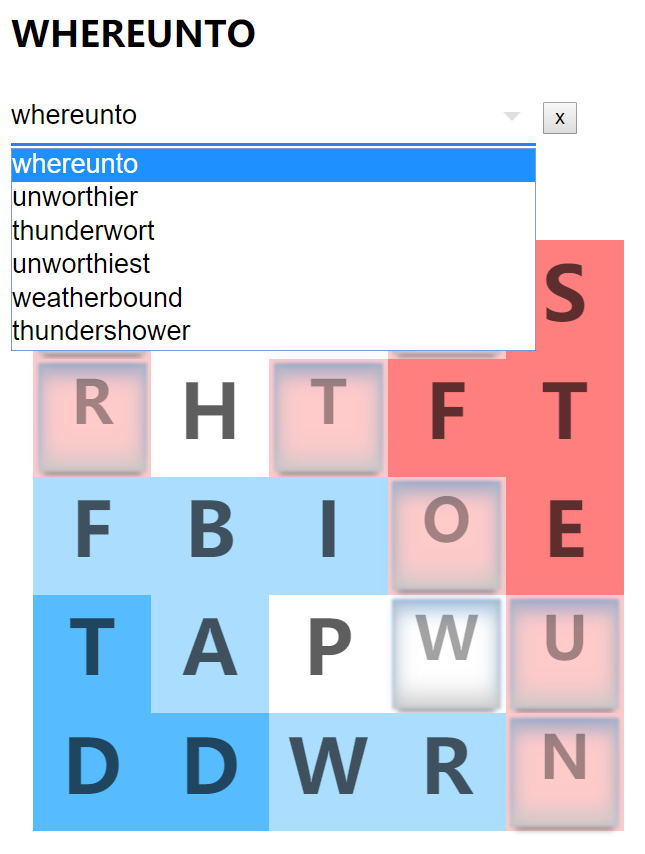 WHEREUNTO
whereunto
x
whereunto
unworthier
thunderwort
unworthiest
weatherbound
thundershower
S
R H T F T
F B I O E
T A P W U
D D W R N